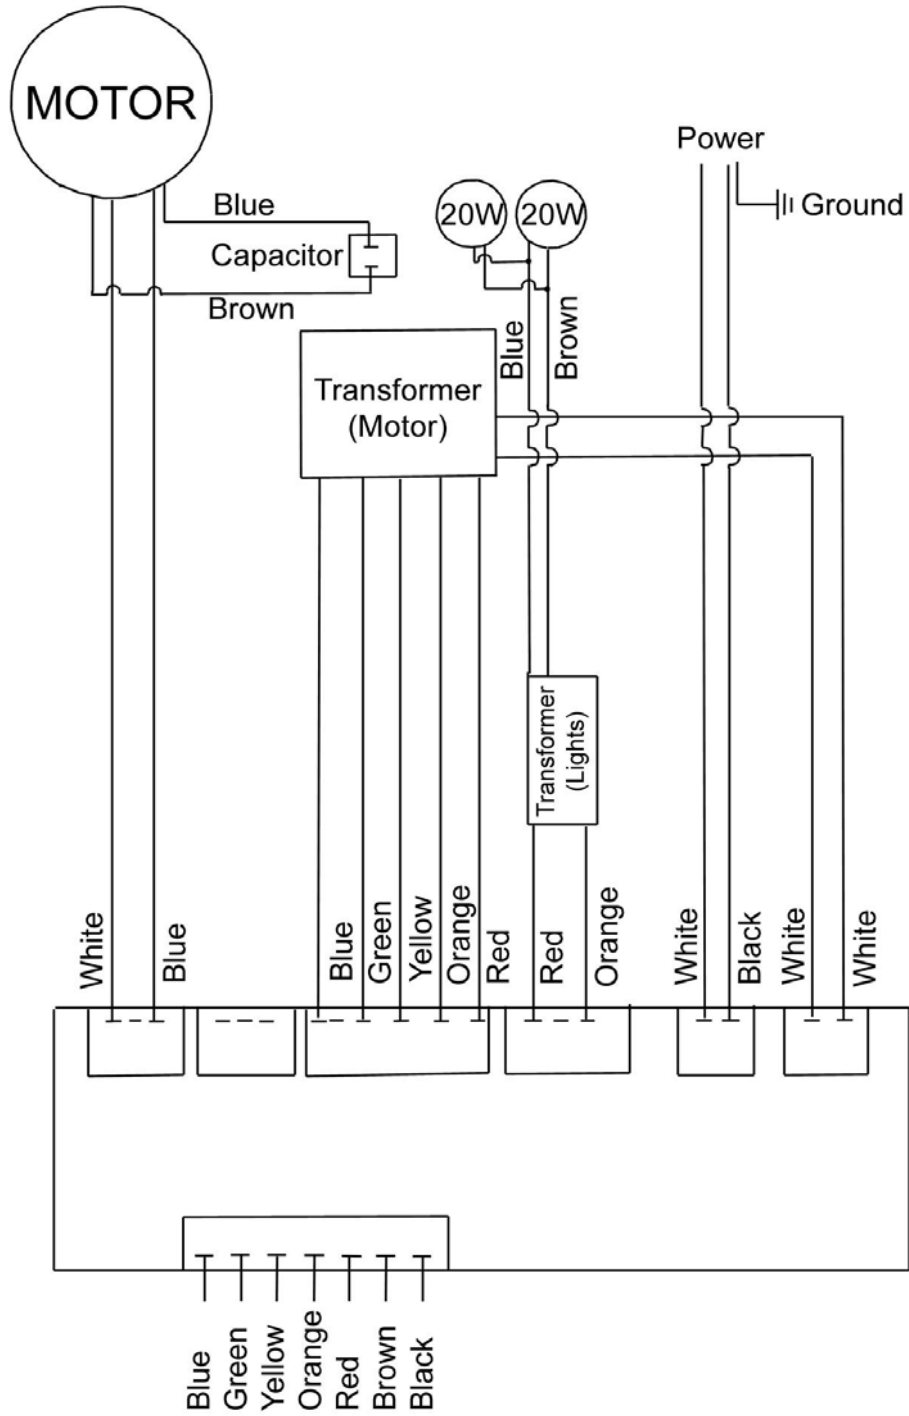 MOTOR
Power
Blue
20W
20W
Ground
Capacitor
Brown
Blue
Brown
Transformer
(Motor)
Transformer
(Lights)
White
Blue
Blue
Green
Yellow
Orange
Red
Red
Orange
White
Black
White
White
Blue
Green
Yellow
Orange
Red
Brown
Black